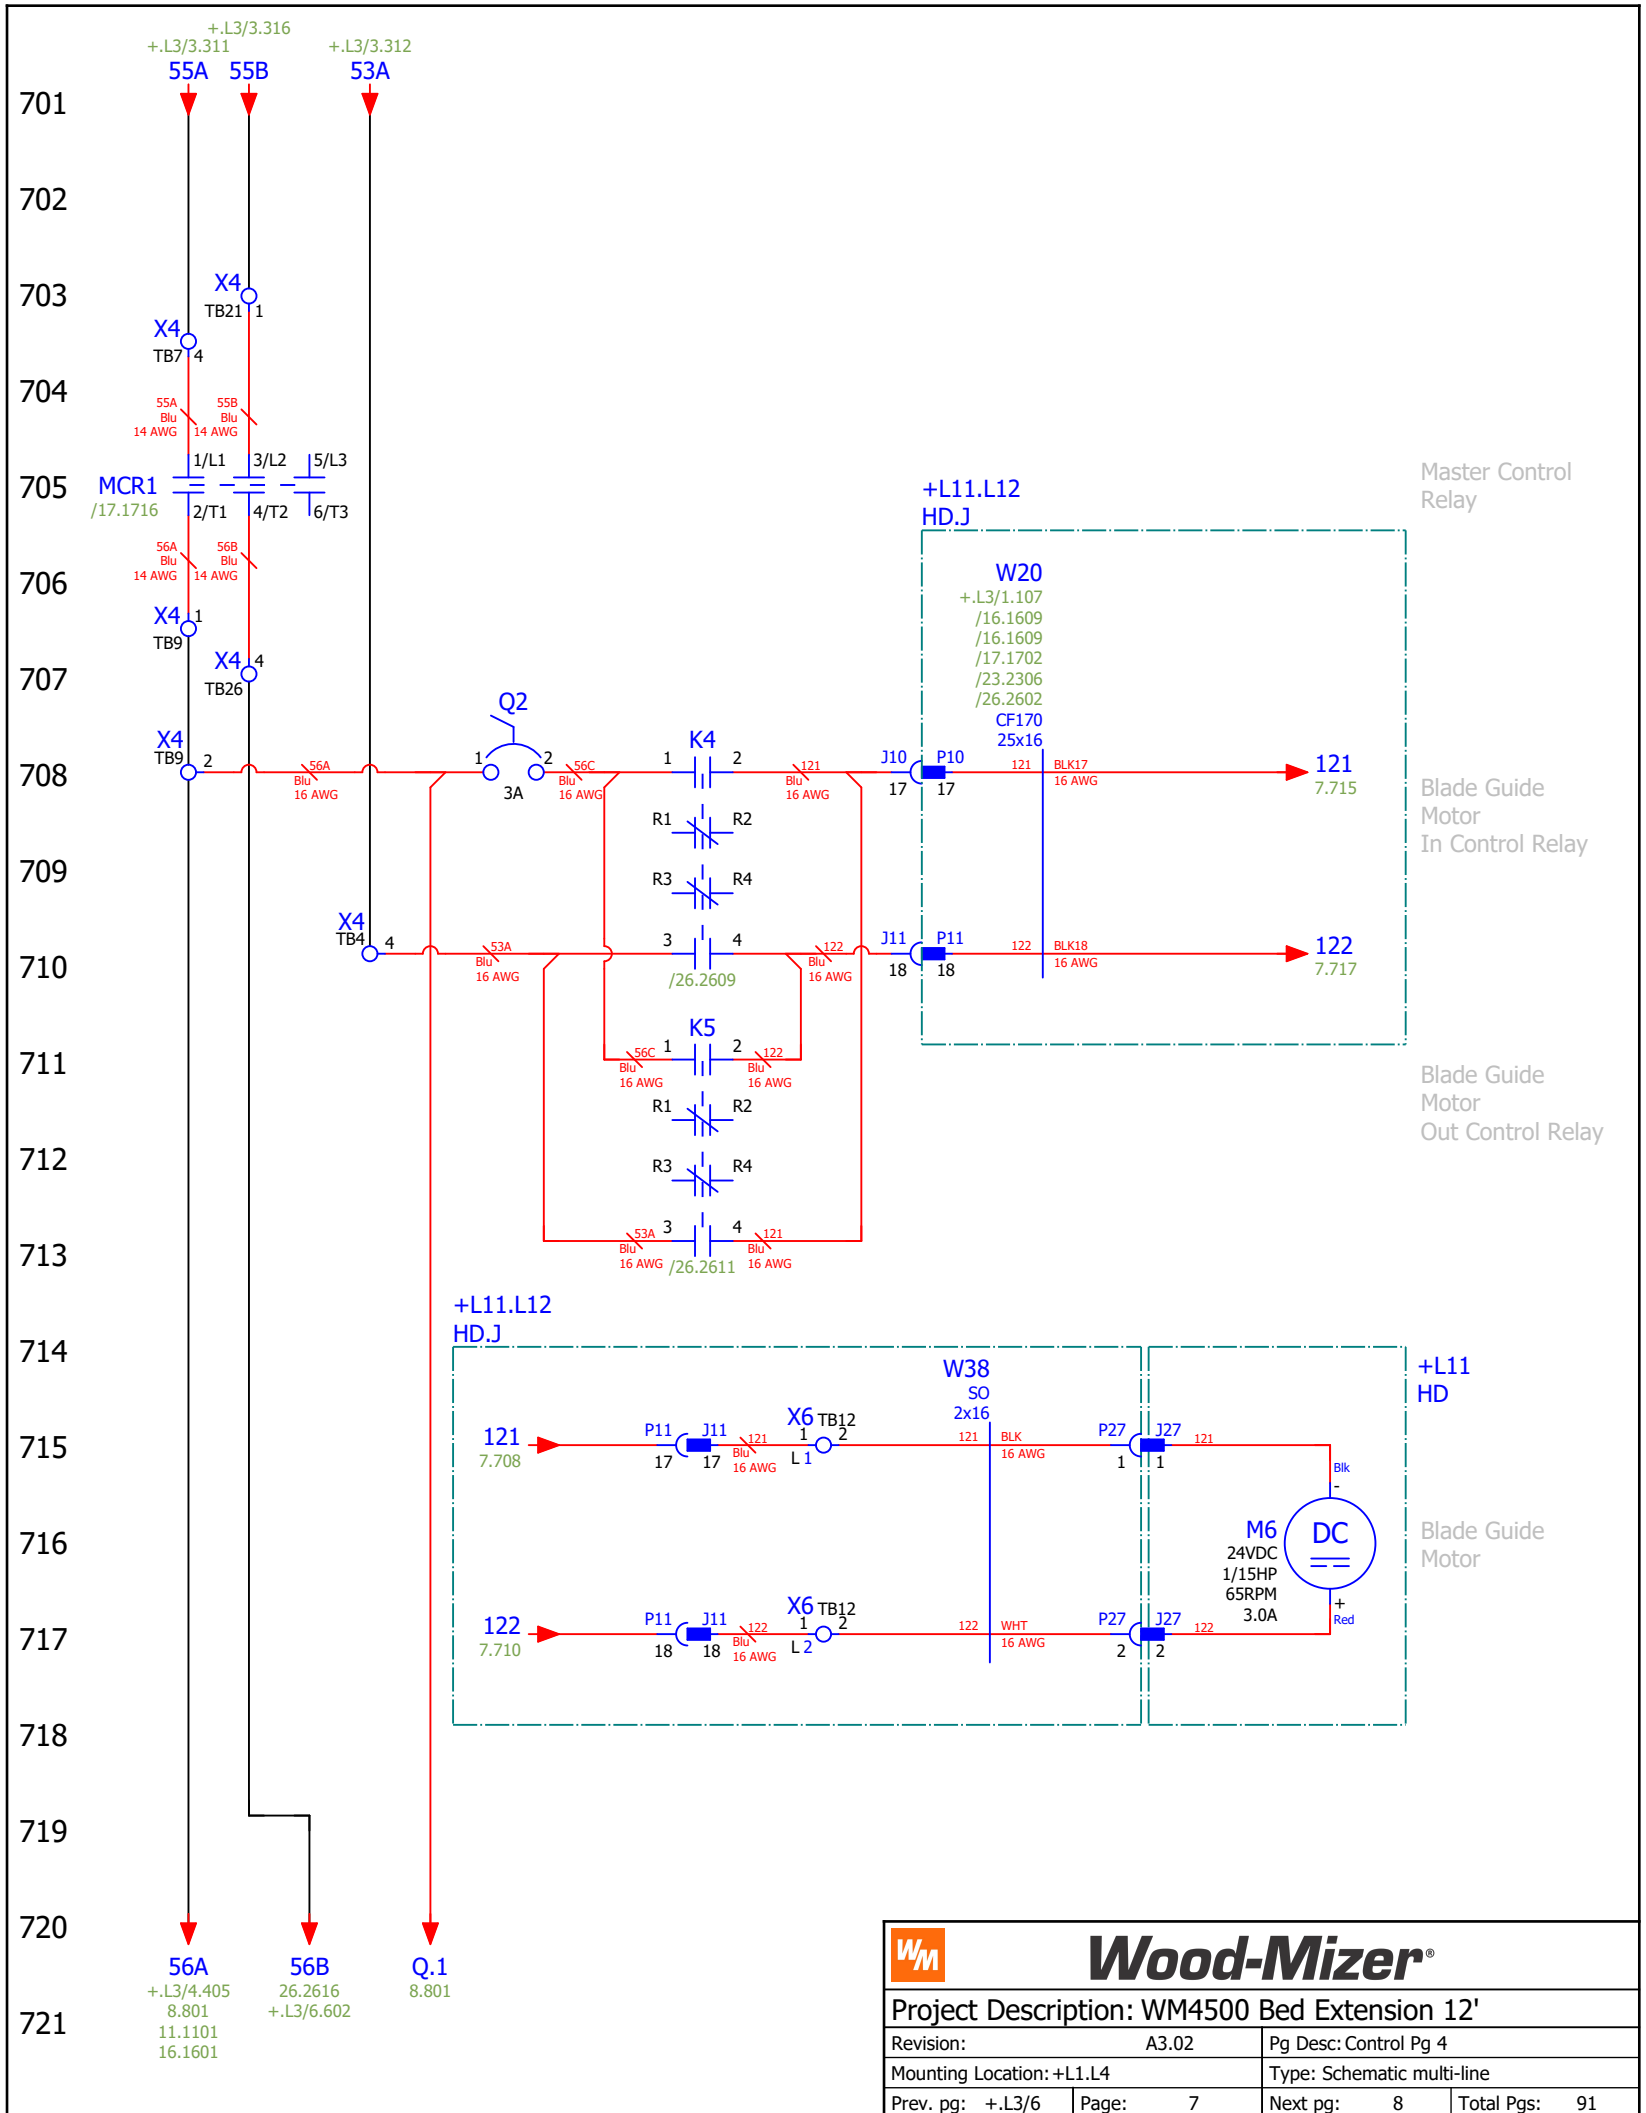 +.L3/3.316
+.L3/3.311
+.L3/3.312
55A
55B
53A
701
702
X4
703
TB21
1
X4
TB7
4
704
55A
Blu
14 AWG
55B
Blu
14 AWG
1/L1
3/L2
5/L3
705
MCR1
/17.1716
2/T1
4/T2
6/T3
+L11.L12
HD.J
Master Control
Relay
56A
Blu
14 AWG
56B
Blu
14 AWG
706
W20
+.L3/1.107
/16.1609
/16.1609
/17.1702
/23.2306
/26.2602
CF170
25x16
X4
1
TB9
X4
4
TB26
707
Q2
X4
TB9
2
708
56A
Blu
16 AWG
1
2
3A
56C
Blu
16 AWG
K4
1
2
121
Blu
16 AWG
J10
P10
17
17
121
BLK17
16 AWG
121
7.715
Blade Guide
Motor
In Control Relay
R1
R2
709
R3
R4
X4
TB4
4
710
53A
Blu
16 AWG
3
4
/26.2609
122
Blu
16 AWG
J11
P11
18
18
122
BLK18
16 AWG
122
7.717
K5
711
56C
Blu
16 AWG
1
2
122
Blu
16 AWG
Blade Guide
Motor
Out Control Relay
R1
R2
712
R3
R4
713
53A
Blu
16 AWG
3
4
/26.2611
121
Blu
16 AWG
+L11.L12
HD.J
714
W38
SO
2x16
+L11
HD
715
121
7.708
P11
J11
17
17
121
Blu
16 AWG
X6
TB12
1
2
L 1
121
BLK
16 AWG
P27
J27
1
1
121
Blk
-
716
M6
24VDC
1/15HP
65RPM
3.0A
DC
Blade Guide
Motor
+
Red
717
122
7.710
P11
J11
18
18
122
Blu
16 AWG
X6
TB12
1
2
L 2
122
WHT
16 AWG
P27
J27
2
2
122
718
719
720
56A
+.L3/4.405
8.801
11.1101
16.1601
56B
26.2616
+.L3/6.602
Q.1
8.801
721
WM
Wood-Mizer®
Project Description: WM4500 Bed Extension 12'
Revision: A3.02
Pg Desc: Control Pg 4
Mounting Location: +L1.L4
Type: Schematic multi-line
Prev. pg: +.L3/6
Page: 7
Next pg: 8
Total Pgs: 91